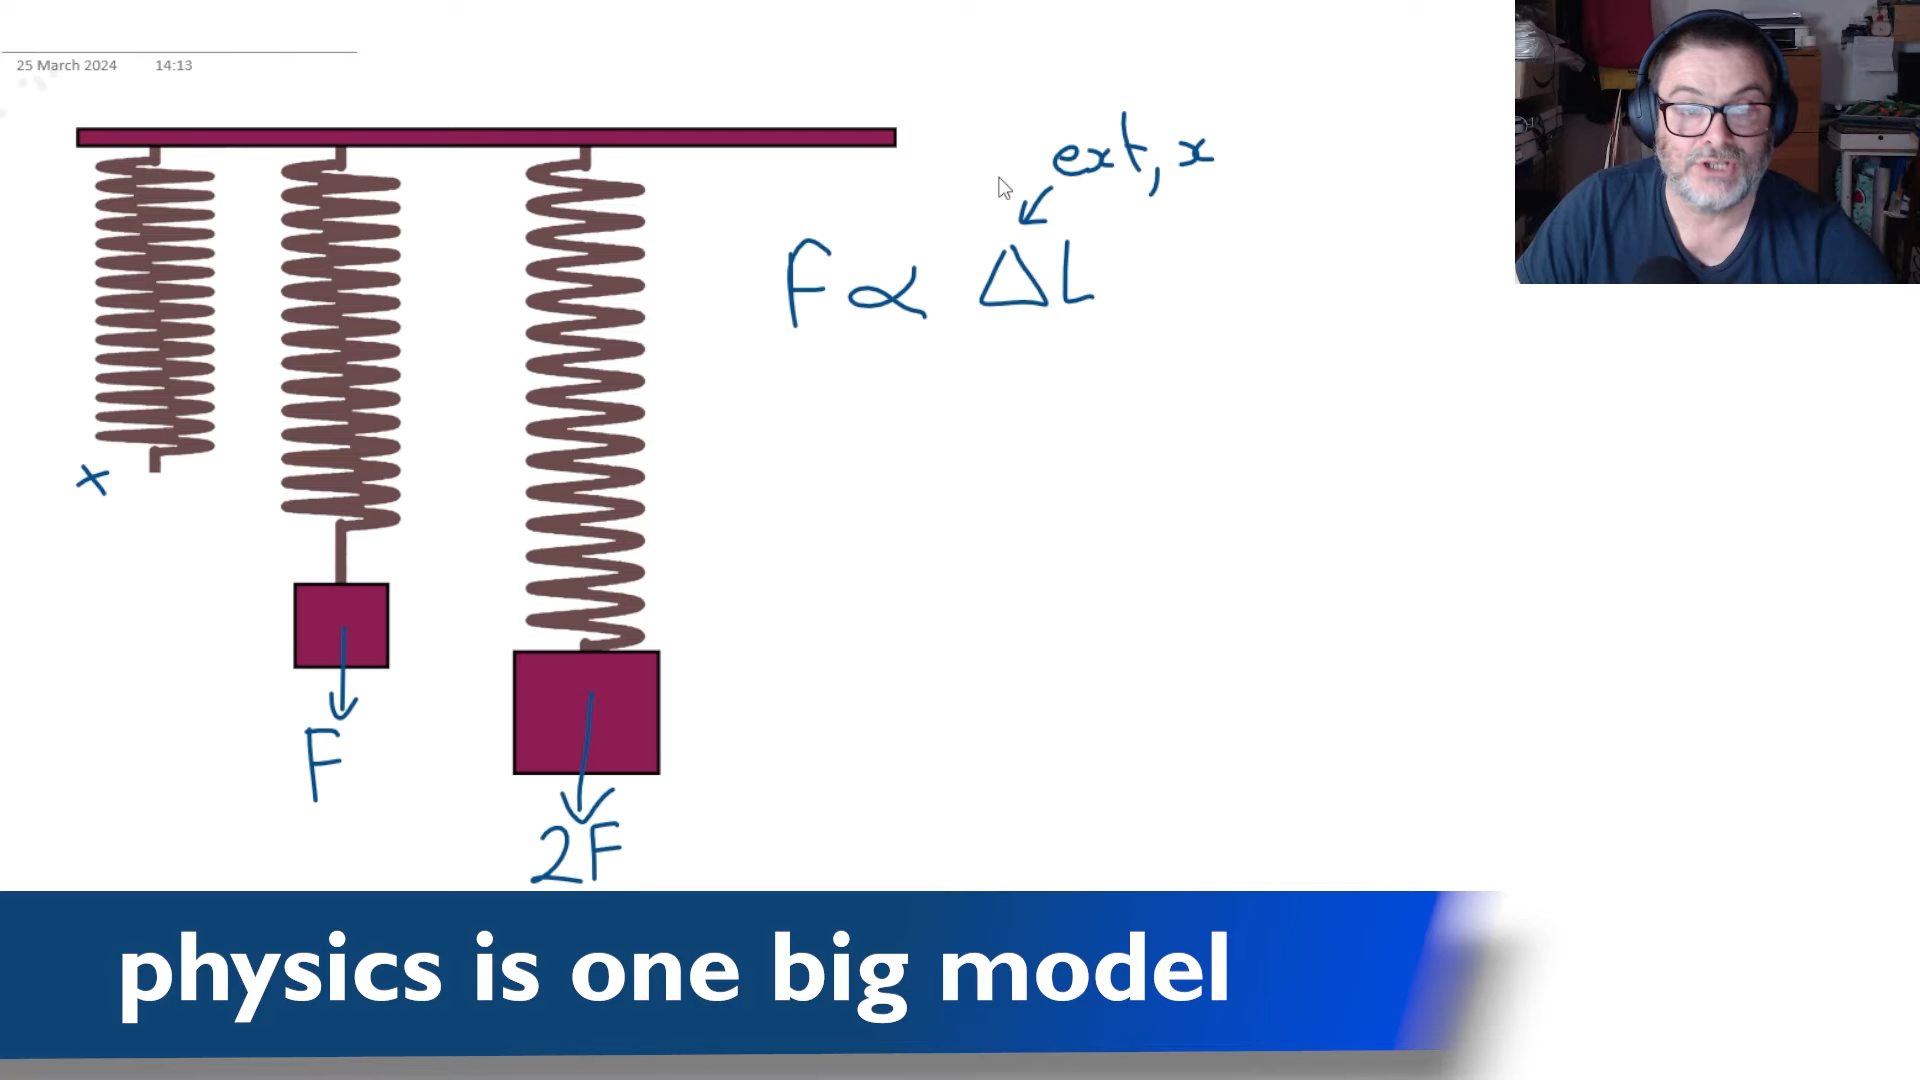 25 March 2024 14:13
ext, x
F ∝ ΔL
x
F
2F
physics is one big model